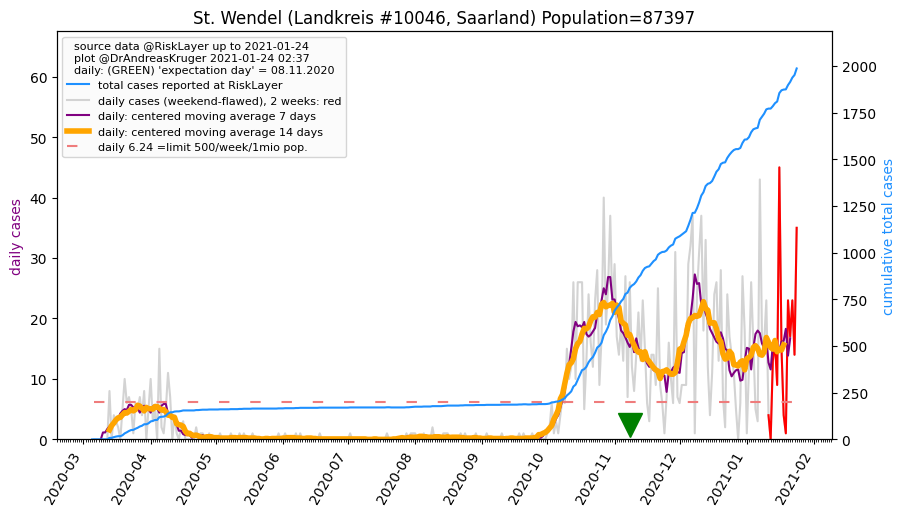 St. Wendel (Landkreis #10046, Saarland) Population=87397
source data @RiskLayer up to 2021-01-24
plot @DrAndreasKruger 2021-01-24 02:37
daily: (GREEN) 'expectation day' = 08.11.2020
total cases reported at RiskLayer
daily cases (weekend-flawed), 2 weeks: red
daily: centered moving average 7 days
daily: centered moving average 14 days
daily 6.24 =limit 500/week/1mio pop.
daily cases
60
50
40
30
20
10
0
2000
1750
1500
1250
1000
750
500
250
0
cumulative total cases
2020-03
2020-04
2020-05
2020-06
2020-07
2020-08
2020-09
2020-10
2020-11
2020-12
2021-01
2021-02